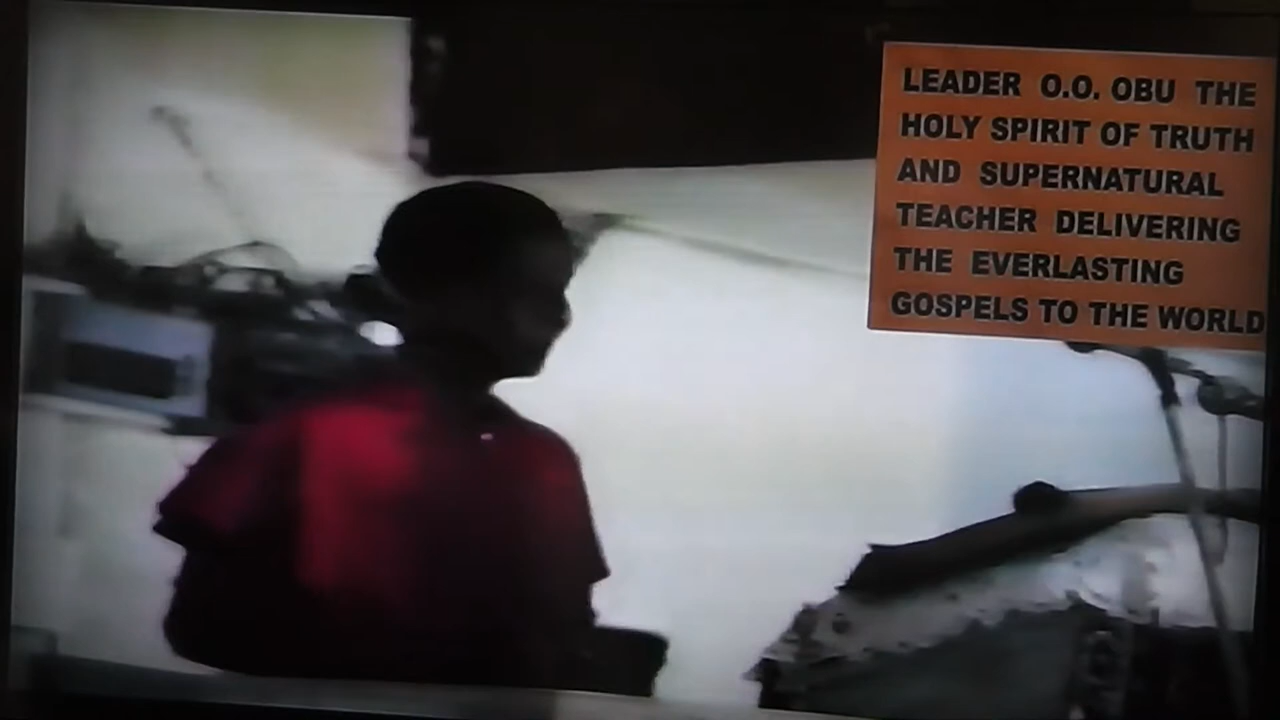 LEADER O.O. OBU THE
HOLY SPIRIT OF TRUTH
AND SUPERNATURAL
TEACHER DELIVERING
THE EVERLASTING
GOSPELS TO THE WORLD